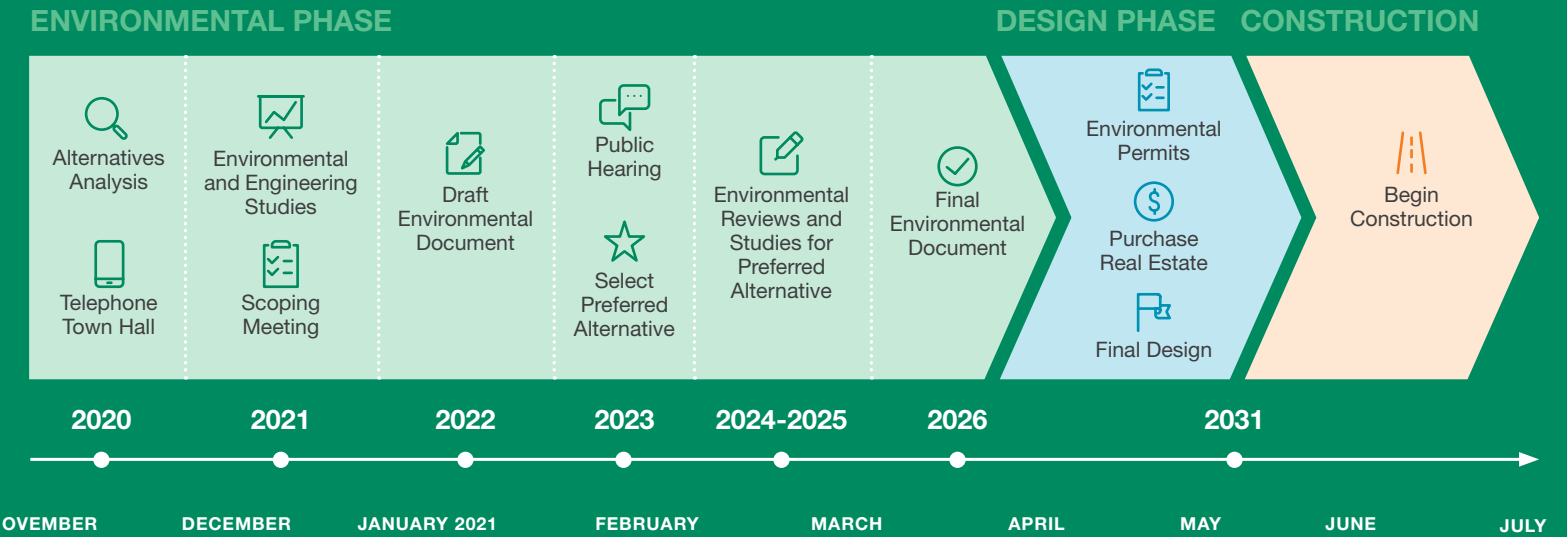 ENVIRONMENTAL PHASE
DESIGN PHASE
CONSTRUCTION
Alternatives
Analysis
Telephone
Town Hall
Environmental
and Engineering
Studies
Scoping
Meeting
Draft
Environmental
Document
Public
Hearing
Select
Preferred
Alternative
Environmental
Reviews and
Studies for
Preferred
Alternative
Final
Environmental
Document
Environmental
Permits
$
Purchase
Real Estate
Final Design
Begin
Construction
2020
2021
2022
2023
2024-2025
2026
2031
OVEMBER
DECEMBER
JANUARY 2021
FEBRUARY
MARCH
APRIL
MAY
JUNE
JULY